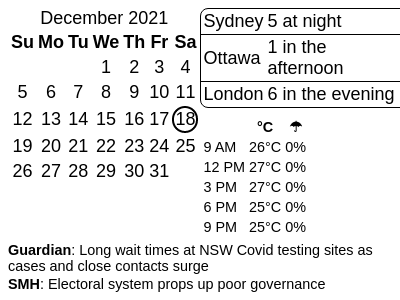 December 2021
Su Mo Tu We Th Fr Sa
1 2 3 4
5 6 7 8 9 10 11
12 13 14 15 16 17 18
19 20 21 22 23 24 25
26 27 28 29 30 31
Sydney 5 at night
Ottawa 1 in the
afternoon
London 6 in the evening
°C ☂
9 AM 26°C 0%
12 PM 27°C 0%
3 PM 27°C 0%
6 PM 25°C 0%
9 PM 25°C 0%
Guardian: Long wait times at NSW Covid testing sites as
cases and close contacts surge
SMH: Electoral system props up poor governance